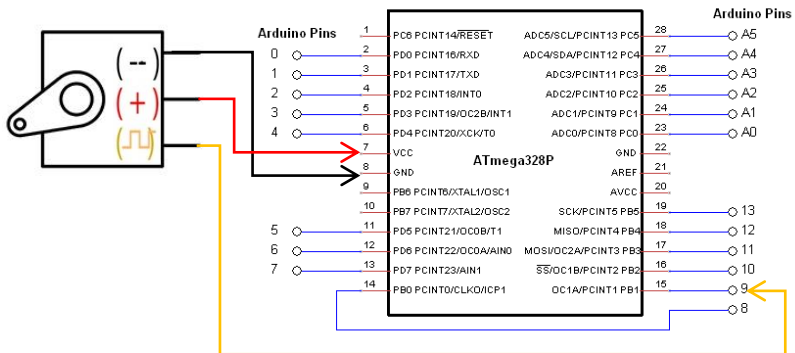 Arduino Pins
Arduino Pins
(--)
(+)
1 PC6 PCINT14/RESET ADC5/SCL/PCINT13 PC5 28 A5
0 2 PD0 PCINT16/RXD ADC4/SDA/PCINT12 PC4 27 A4
1 3 PD1 PCINT17/TXD ADC3/PCINT11 PC3 26 A3
2 4 PD2 PCINT18/INT0 ADC2/PCINT10 PC2 25 A2
3 5 PD3 PCINT19/OC2B/INT1 ADC1/PCINT9 PC1 24 A1
4 6 PD4 PCINT20/XCK/T0 ADC0/PCINT8 PC0 23 A0
7 VCC GND 22
ATmega328P
8 GND AREF 21
9 PB6 PCINT6/XTAL1/OSC1 AVCC 20
10 PB7 PCINT7/XTAL2/OSC2 SCK/PCINT5 PB5 19 13
5 11 PD5 PCINT21/OC0B/T1 MISO/PCINT4 PB4 18 12
6 12 PD6 PCINT22/OC0A/AIN0 MOSI/OC2A/PCINT3 PB3 17 11
7 13 PD7 PCINT23/AIN1 SS/OC1B/PCINT2 PB2 16 10
14 PB0 PCINT0/CLKO/ICP1 OC1A/PCINT1 PB1 15 9
8